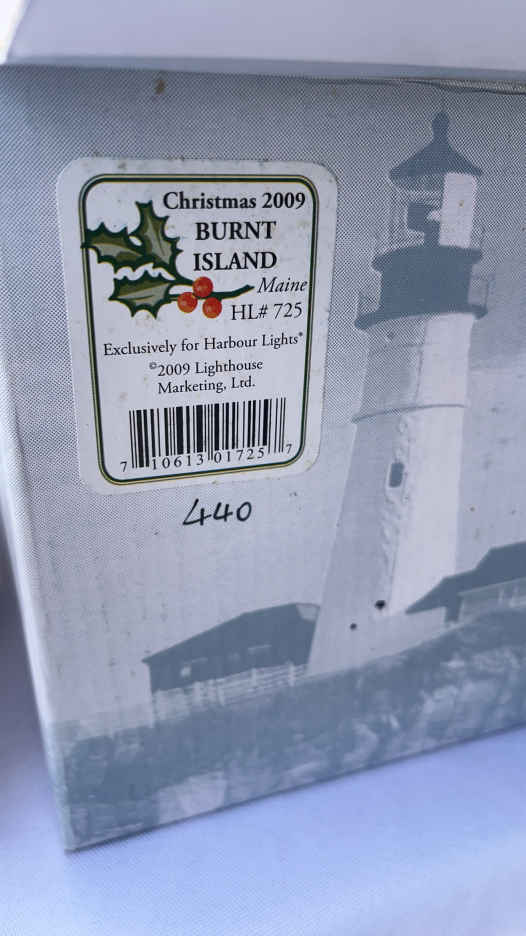 Christmas 2009
BURNT
ISLAND
Maine
HL# 725
Exclusively for Harbour Lights®
©2009 Lighthouse
Marketing, Ltd.
7 10613 01725 7
440